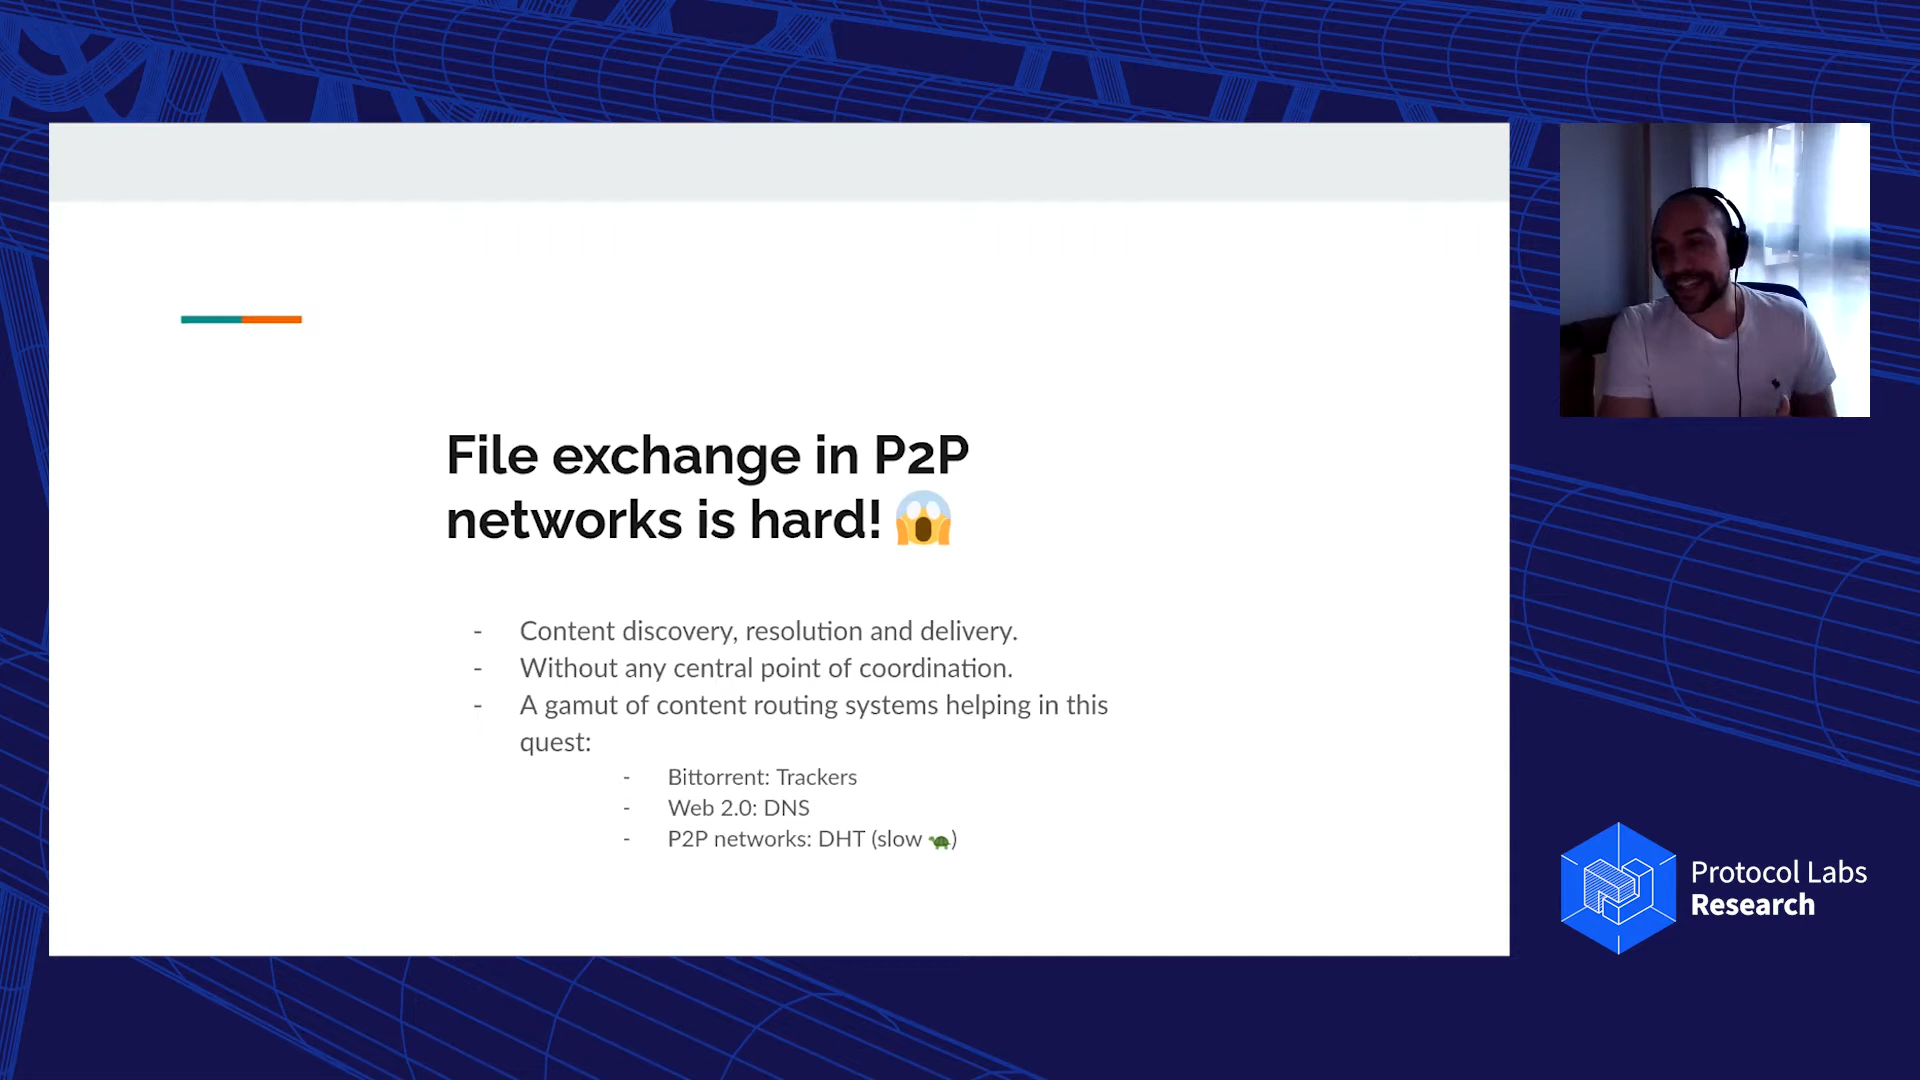 File exchange in P2P
networks is hard! 😱
- Content discovery, resolution and delivery.
- Without any central point of coordination.
- A gamut of content routing systems helping in this
quest:
- Bittorrent: Trackers
- Web 2.0: DNS
- P2P networks: DHT (slow 🐢)
Protocol Labs
Research